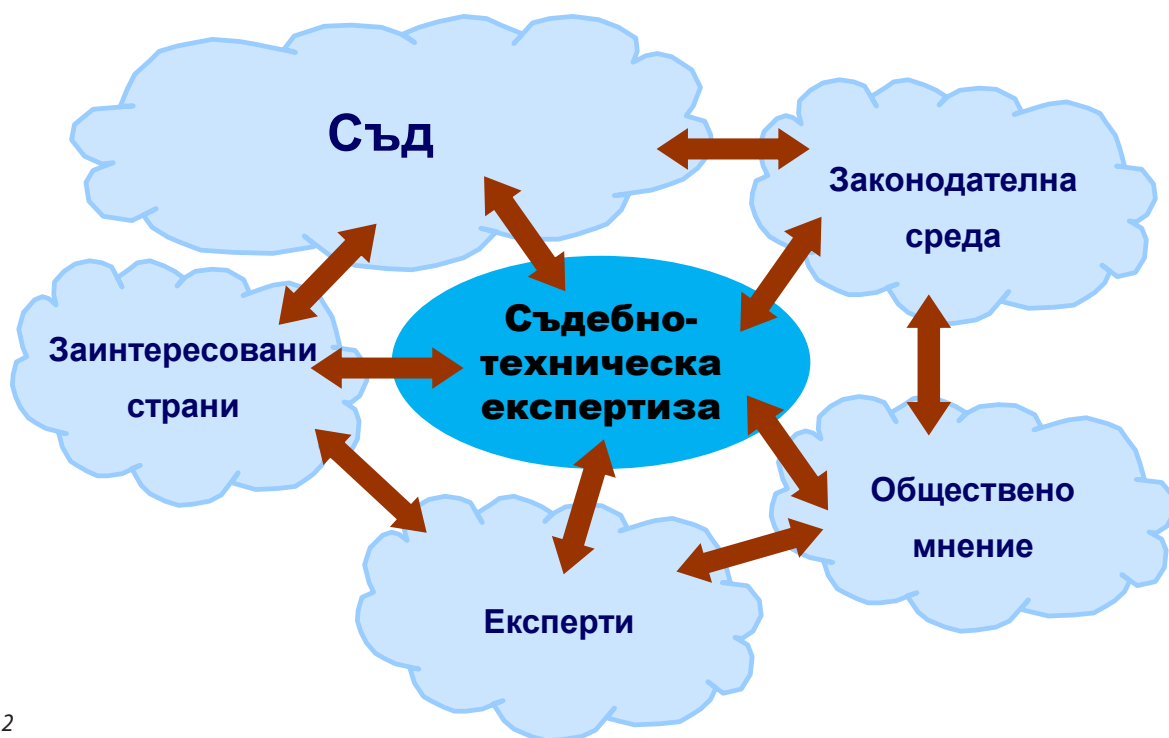 Съд
Законодателна
среда
Съдебно-
техническа
експертиза
Заинтересовани
страни
Обществено
мнение
Експерти
2